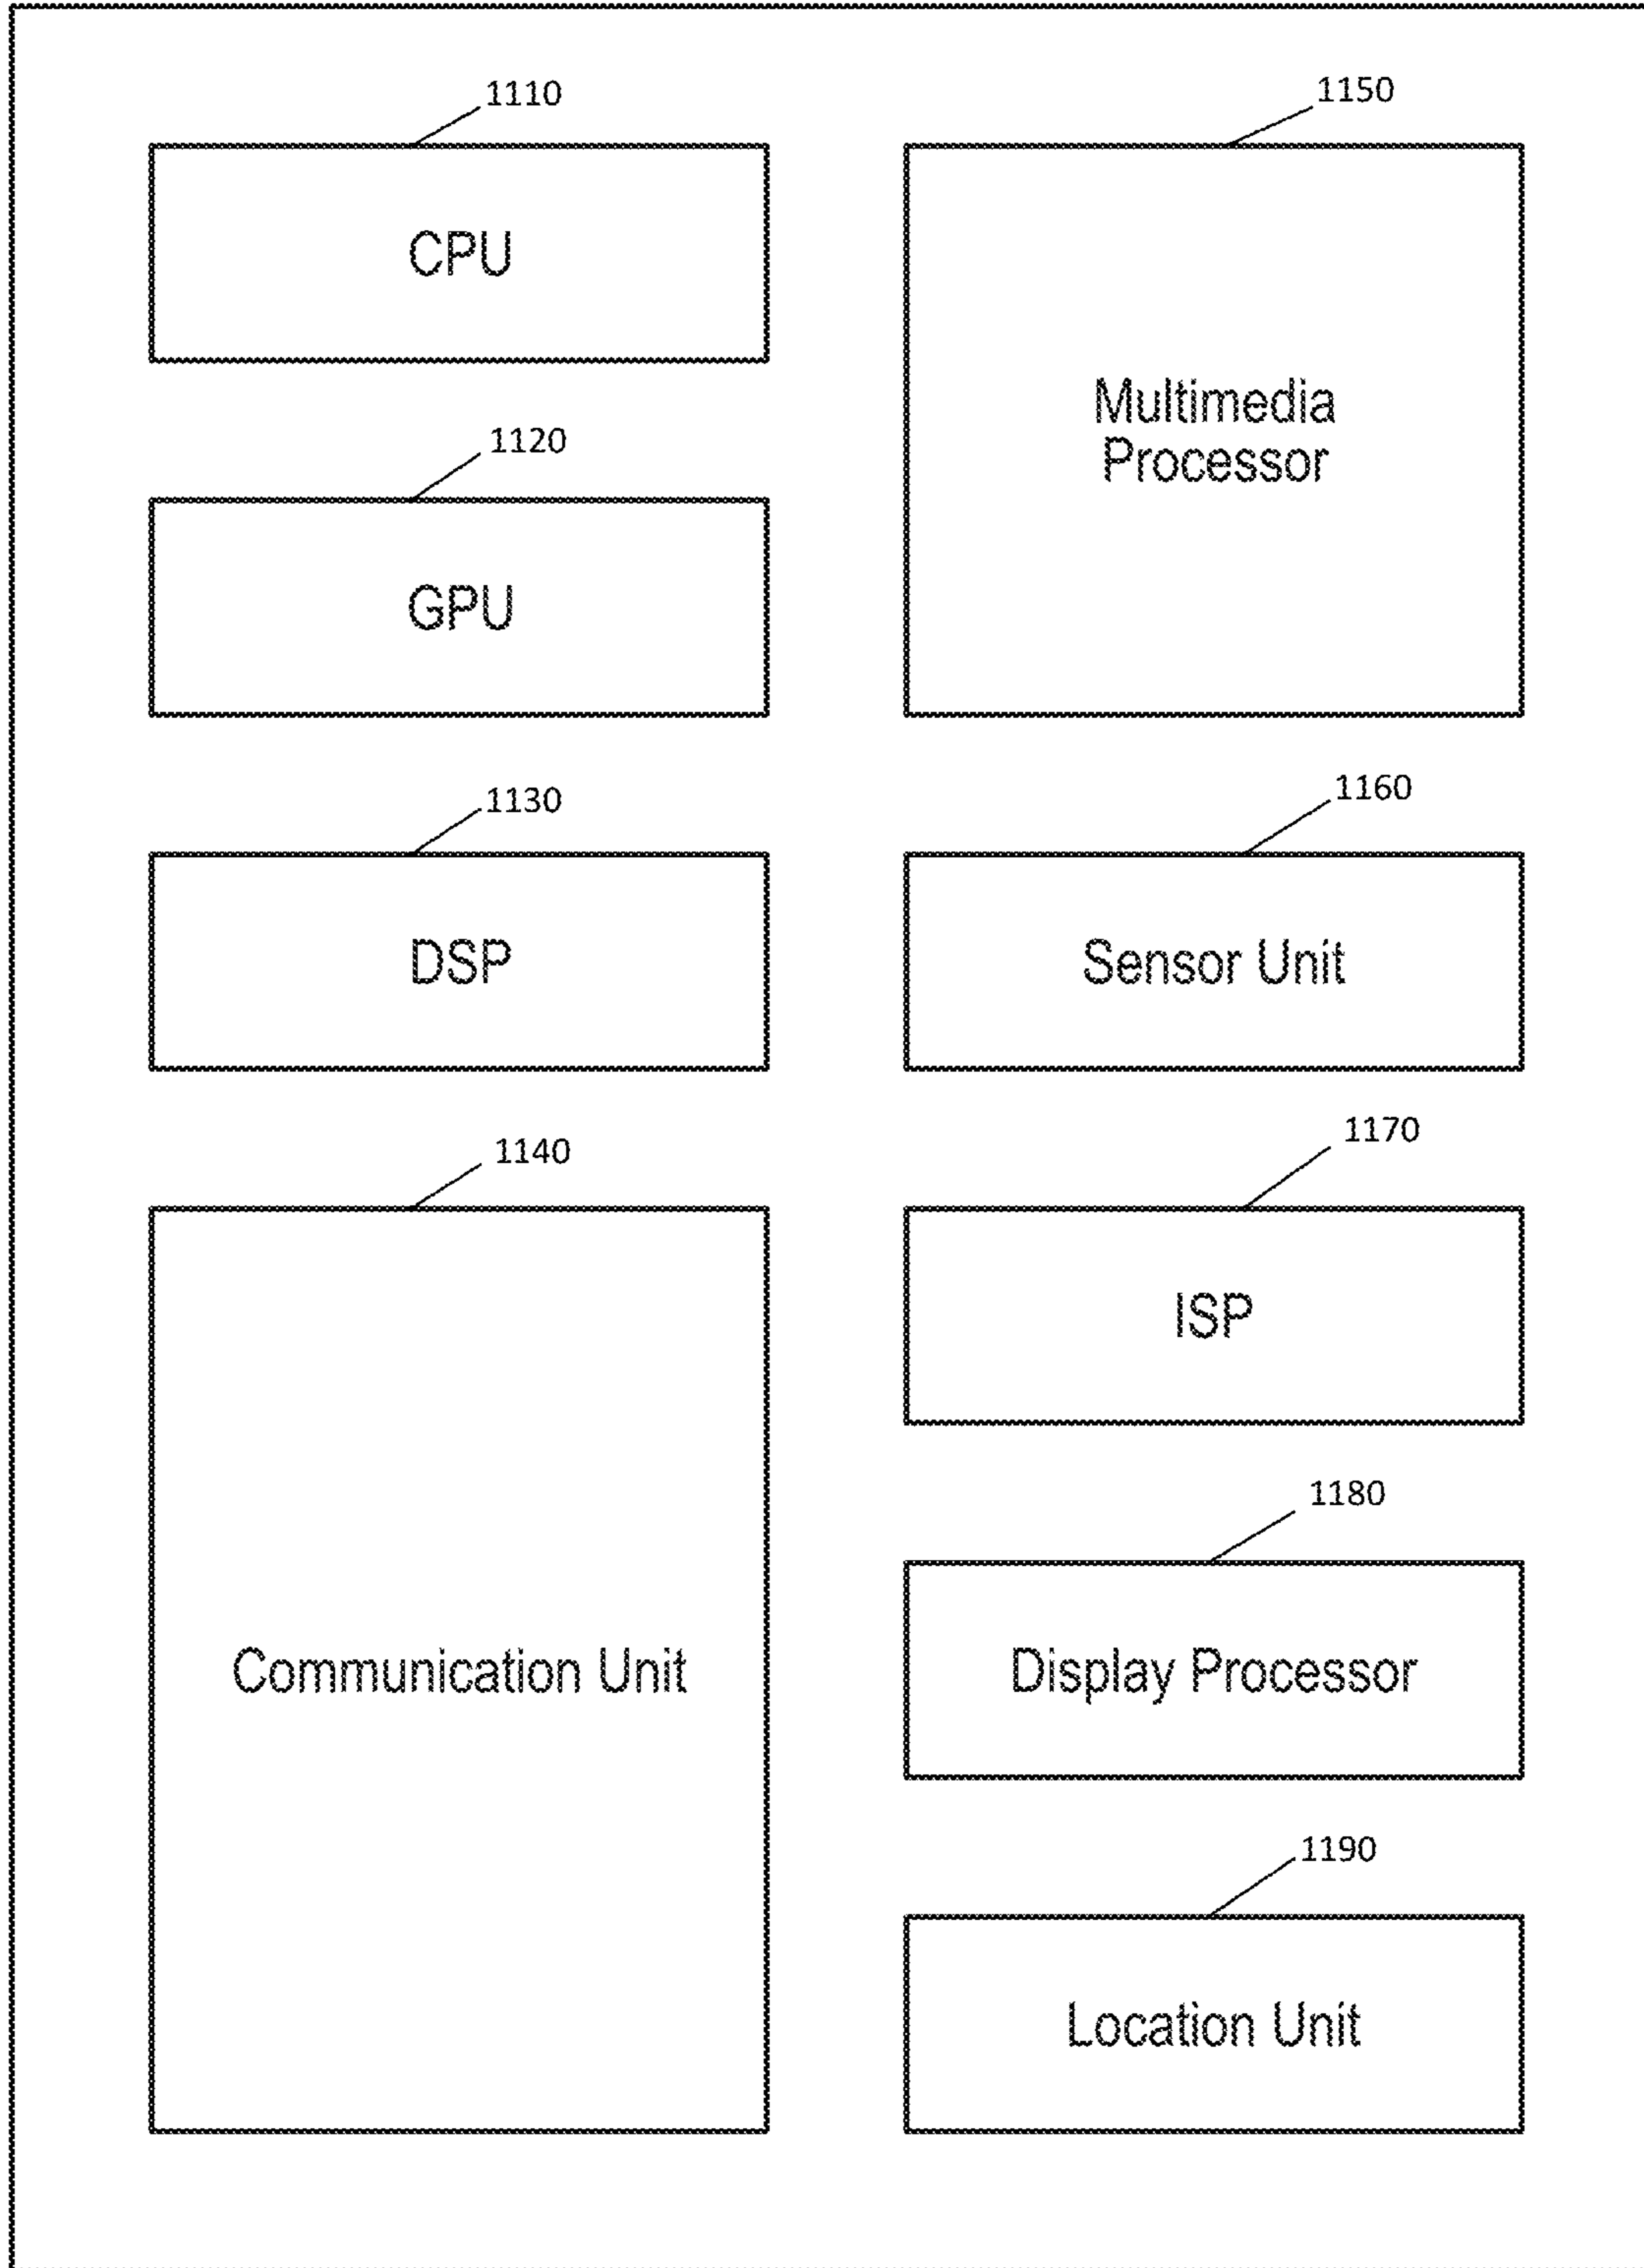 1110
CPU
1120
GPU
1130
DSP
1140
Communication Unit
1150
Multimedia
Processor
1160
Sensor Unit
1170
ISP
1180
Display Processor
1190
Location Unit